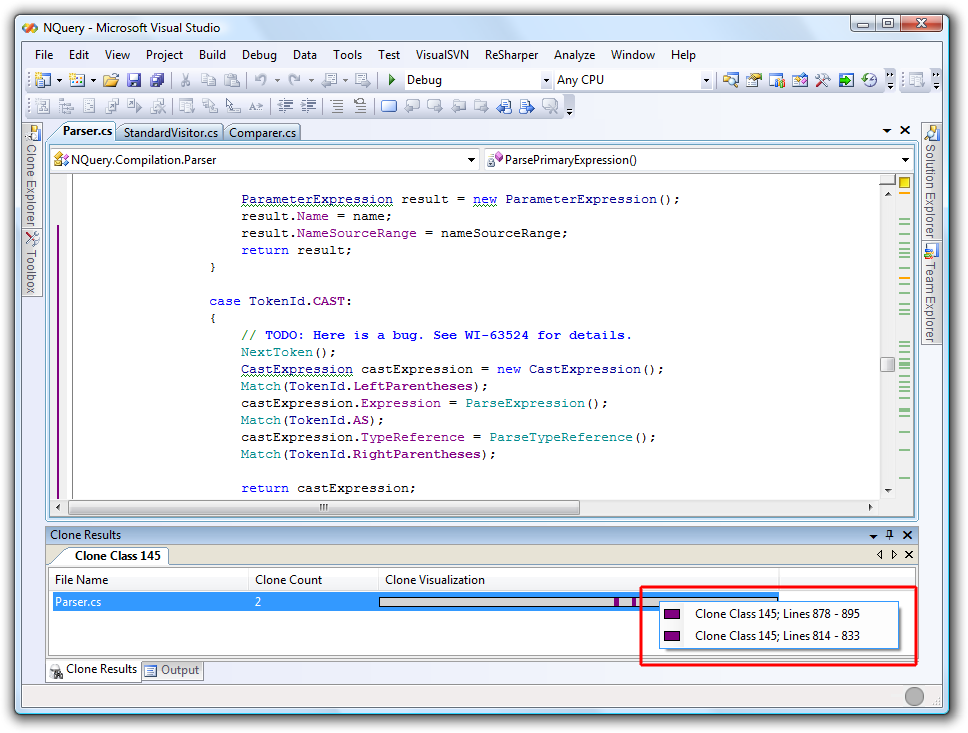 NQuery - Microsoft Visual Studio
File Edit View Project Build Debug Data Tools Test VisualSVN ReSharper Analyze Window Help
Debug Any CPU
Parser.cs StandardVisitor.cs Comparer.cs
NQuery.Compilation.Parser ParsePrimaryExpression()
Clone Explorer
Toolbox
ParameterExpression result = new ParameterExpression();
result.Name = name;
result.NameSourceRange = nameSourceRange;
return result;
}
case TokenId.CAST:
{
// TODO: Here is a bug. See WI-63524 for details.
NextToken();
CastExpression castExpression = new CastExpression();
Match(TokenId.LeftParentheses);
castExpression.Expression = ParseExpression();
Match(TokenId.AS);
castExpression.TypeReference = ParseTypeReference();
Match(TokenId.RightParentheses);
return castExpression;
Solution Explorer
Team Explorer
Clone Results
Clone Class 145
File Name Clone Count Clone Visualization
Parser.cs 2
Clone Class 145; Lines 878 - 895
Clone Class 145; Lines 814 - 833
Clone Results Output